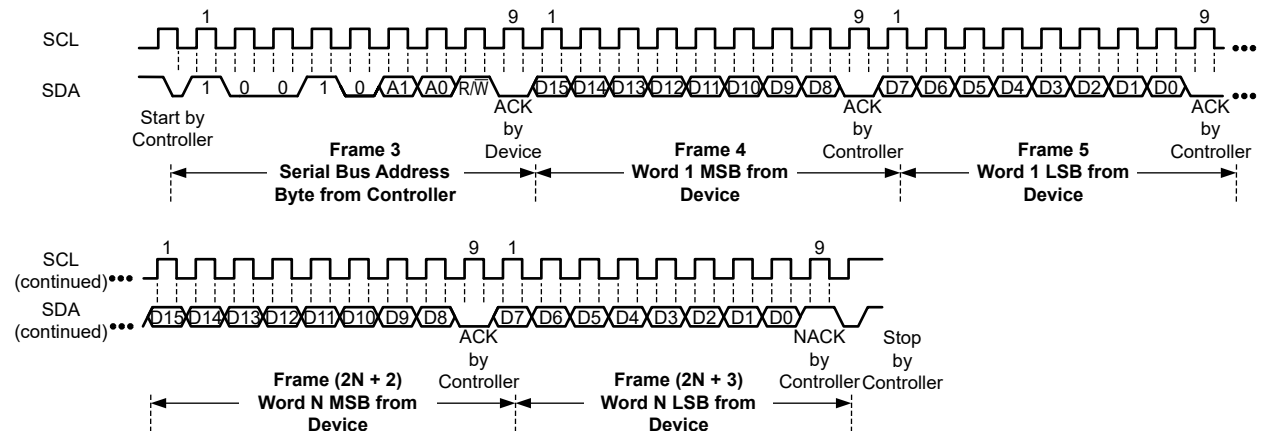 1 9 1 9 1 9
SCL
SDA
1 0 0 1 0 A1 A0 R/W D15 D14 D13 D12 D11 D10 D9 D8 D7 D6 D5 D4 D3 D2 D1 D0
Start by
Controller
ACK
by
Device
ACK
by
Controller
ACK
by
Controller
Frame 3
Serial Bus Address
Byte from Controller
Frame 4
Word 1 MSB from
Device
Frame 5
Word 1 LSB from
Device
1 9 1 9
SCL
(continued)
SDA
(continued)
D15 D14 D13 D12 D11 D10 D9 D8 D7 D6 D5 D4 D3 D2 D1 D0
ACK
by
Controller
NACK
by
Controller
Stop
by
Controller
Frame (2N + 2)
Word N MSB from
Device
Frame (2N + 3)
Word N LSB from
Device